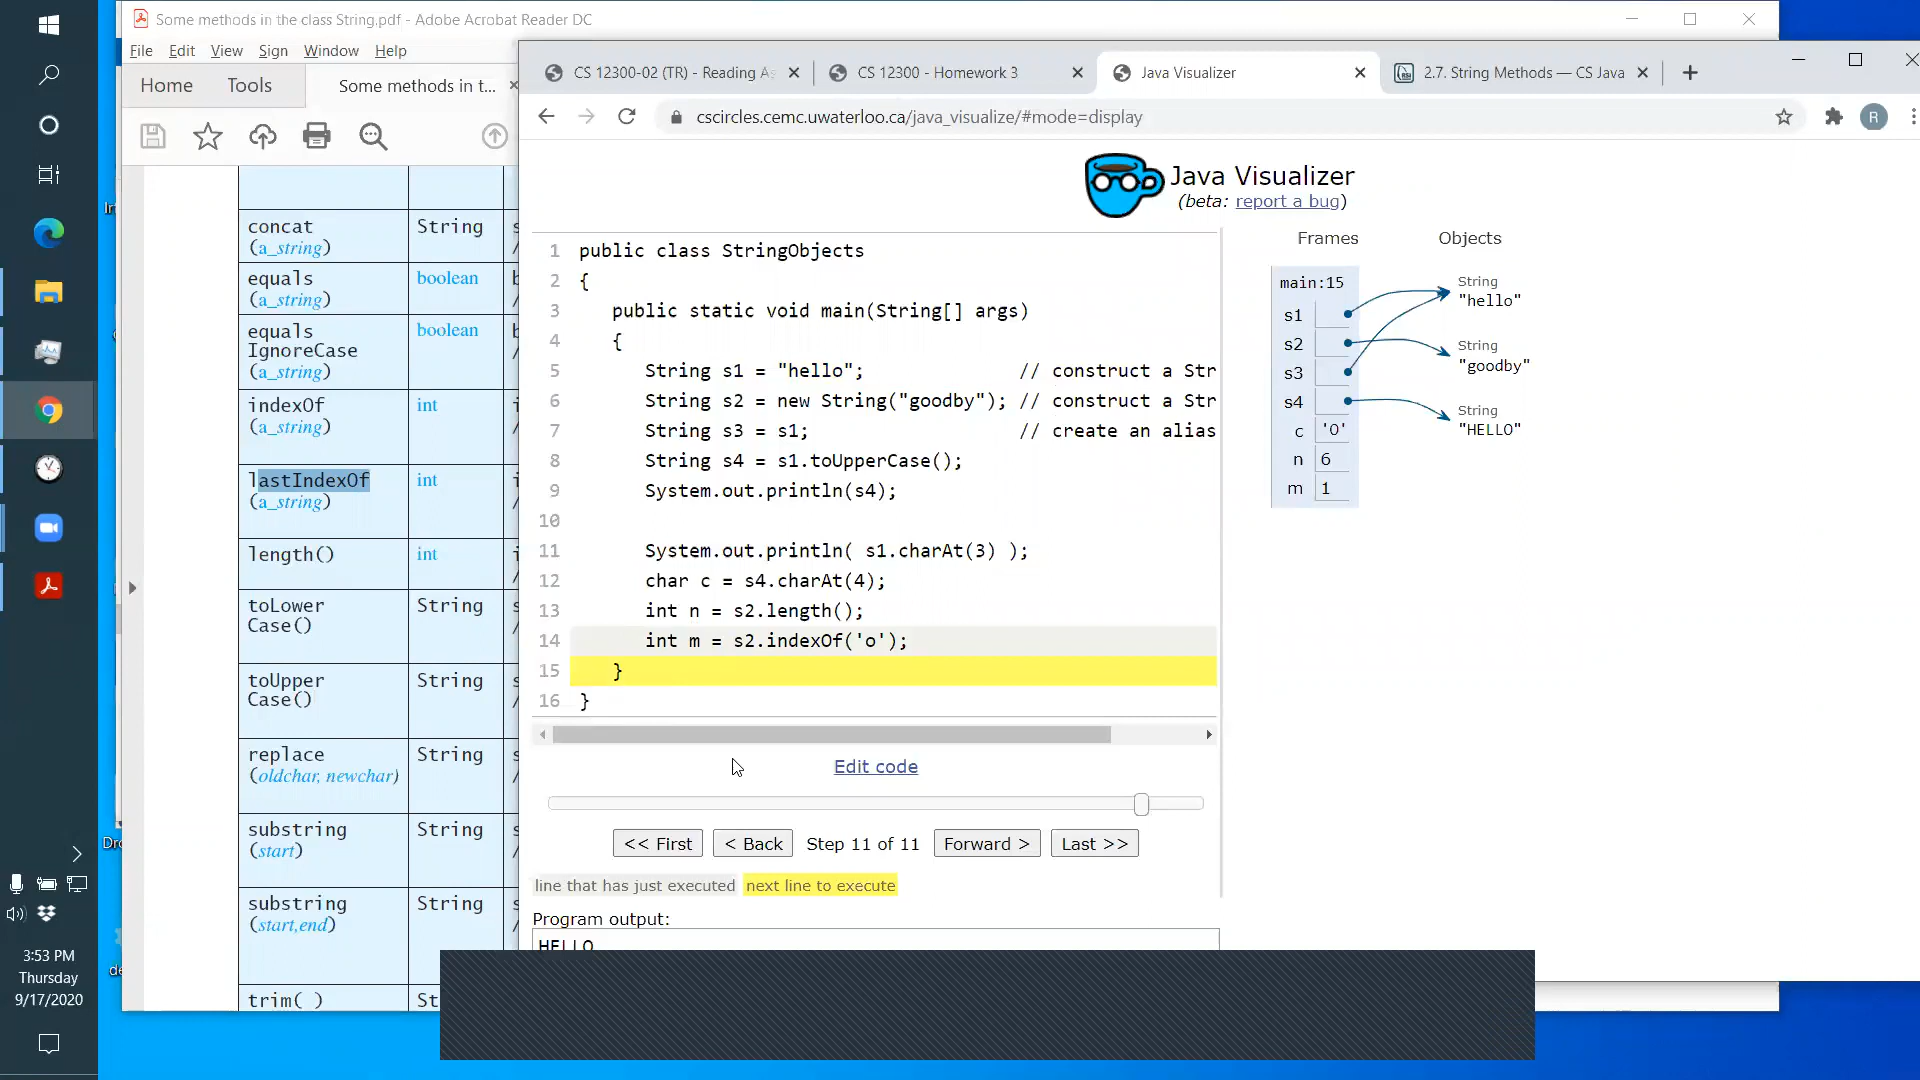 Some methods in the class String.pdf - Adobe Acrobat Reader DC
File Edit View Sign Window Help
Home Tools Some methods in t...
concat String
(a_string)
equals boolean
(a_string)
equals boolean
IgnoreCase
(a_string)
indexOf int
(a_string)
lastIndexOf int
(a_string)
length() int
toLower String
Case()
toUpper String
Case()
replace String
(oldchar, newchar)
substring String
(start)
substring String
(start,end)
trim( ) St
CS 12300-02 (TR) - Reading As
CS 12300 - Homework 3
Java Visualizer
2.7. String Methods — CS Java
cscircles.cemc.uwaterloo.ca/java_visualize/#mode=display
R
Java Visualizer
(beta: report a bug)
1 public class StringObjects
2 {
3 public static void main(String[] args)
4 {
5 String s1 = "hello"; // construct a Str
6 String s2 = new String("goodby"); // construct a Str
7 String s3 = s1; // create an alias
8 String s4 = s1.toUpperCase();
9 System.out.println(s4);
10
11 System.out.println( s1.charAt(3) );
12 char c = s4.charAt(4);
13 int n = s2.length();
14 int m = s2.indexOf('o');
15 }
16 }
Edit code
<< First < Back Step 11 of 11 Forward > Last >>
line that has just executed next line to execute
Program output:
HELLO
Frames Objects
main:15
s1
s2
s3
s4
c 'O'
n 6
m 1
String
"hello"
String
"goodby"
String
"HELLO"
3:53 PM
Thursday
9/17/2020